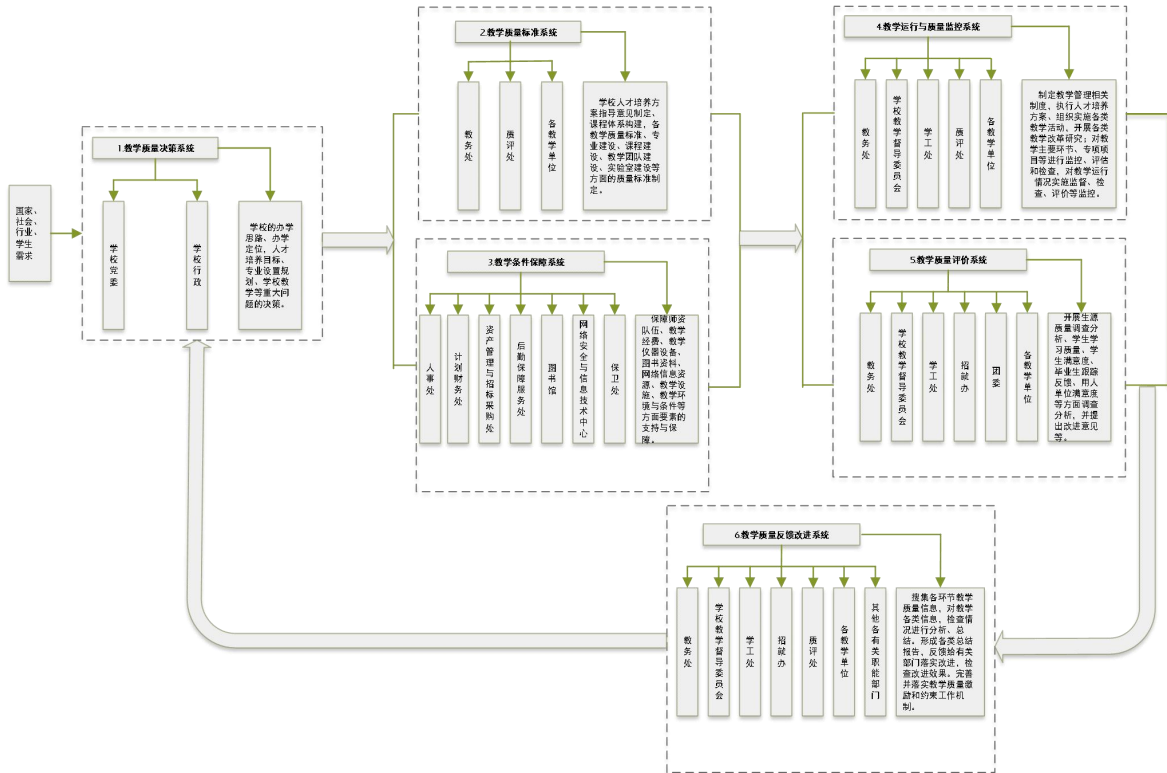 国家、
社会、
行业、
学生
需求
1.教学质量决策系统
学校党委
学校行政
学校的办学
思路、办学
定位，人才
培养目标、
专业设置规
划、学校教
学等重大问
题的决策。
2.教学质量标准系统
教务处
质评处
各教学单位
学校人才培养方
案指导意见制定、
课程体系构建，各
教学质量标准、专
业建设、课程建
设、教学团队建
设、实验室建设等
方面的质量标准制
定。
3.教学条件保障系统
人事处
计划财务处
资产管理与招标采购处
后勤保障服务处
图书馆
网络安全与信息技术中心
保卫处
保障师资
队伍、教学
经费、教学
仪器设备、
图书资料、
网络信息资
源、教学设
施、教学环
境与条件等
方面要素的
支持与保
障。
4.教学运行与质量监控系统
教务处
学校教学督导委员会
学工处
质评处
各教学单位
制定教学管理相关
制度，执行人才培养
方案、组织实施各类
教学活动，开展各类
教学改革研究；对教
学主要环节、专项项
目等进行监控、评估
和检查，对教学运行
情况实施监督、检
查、评价等监控。
5.教学质量评价系统
教务处
学校教学督导委员会
学工处
招就办
团委
各教学单位
开展生源
质量调查分
析、学生学
习质量、学
生满意度、
毕业生跟踪
反馈、用人
单位满意度
等方面调查
分析，并提
出改进意见
等。
6.教学质量反馈改进系统
教务处
学校教学督导委员会
学工处
招就办
质评处
各教学单位
其他各有关职能部门
搜集各环节教学
质量信息，对教学
各类信息，检查情
况进行分析、总
结。形成各类总结
报告，反馈给有关
部门落实改进，检
查改进效果。完善
并落实教学质量激
励和约束工作机
制。